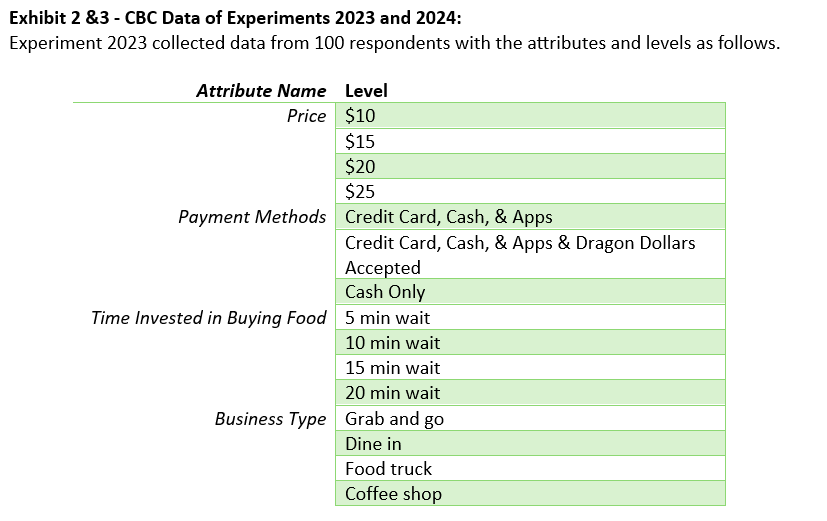 Exhibit 2 &3 - CBC Data of Experiments 2023 and 2024:
Experiment 2023 collected data from 100 respondents with the attributes and levels as follows.
Attribute Name Level
Price $10
$15
$20
$25
Payment Methods Credit Card, Cash, & Apps
Credit Card, Cash, & Apps & Dragon Dollars
Accepted
Cash Only
Time Invested in Buying Food 5 min wait
10 min wait
15 min wait
20 min wait
Business Type Grab and go
Dine in
Food truck
Coffee shop